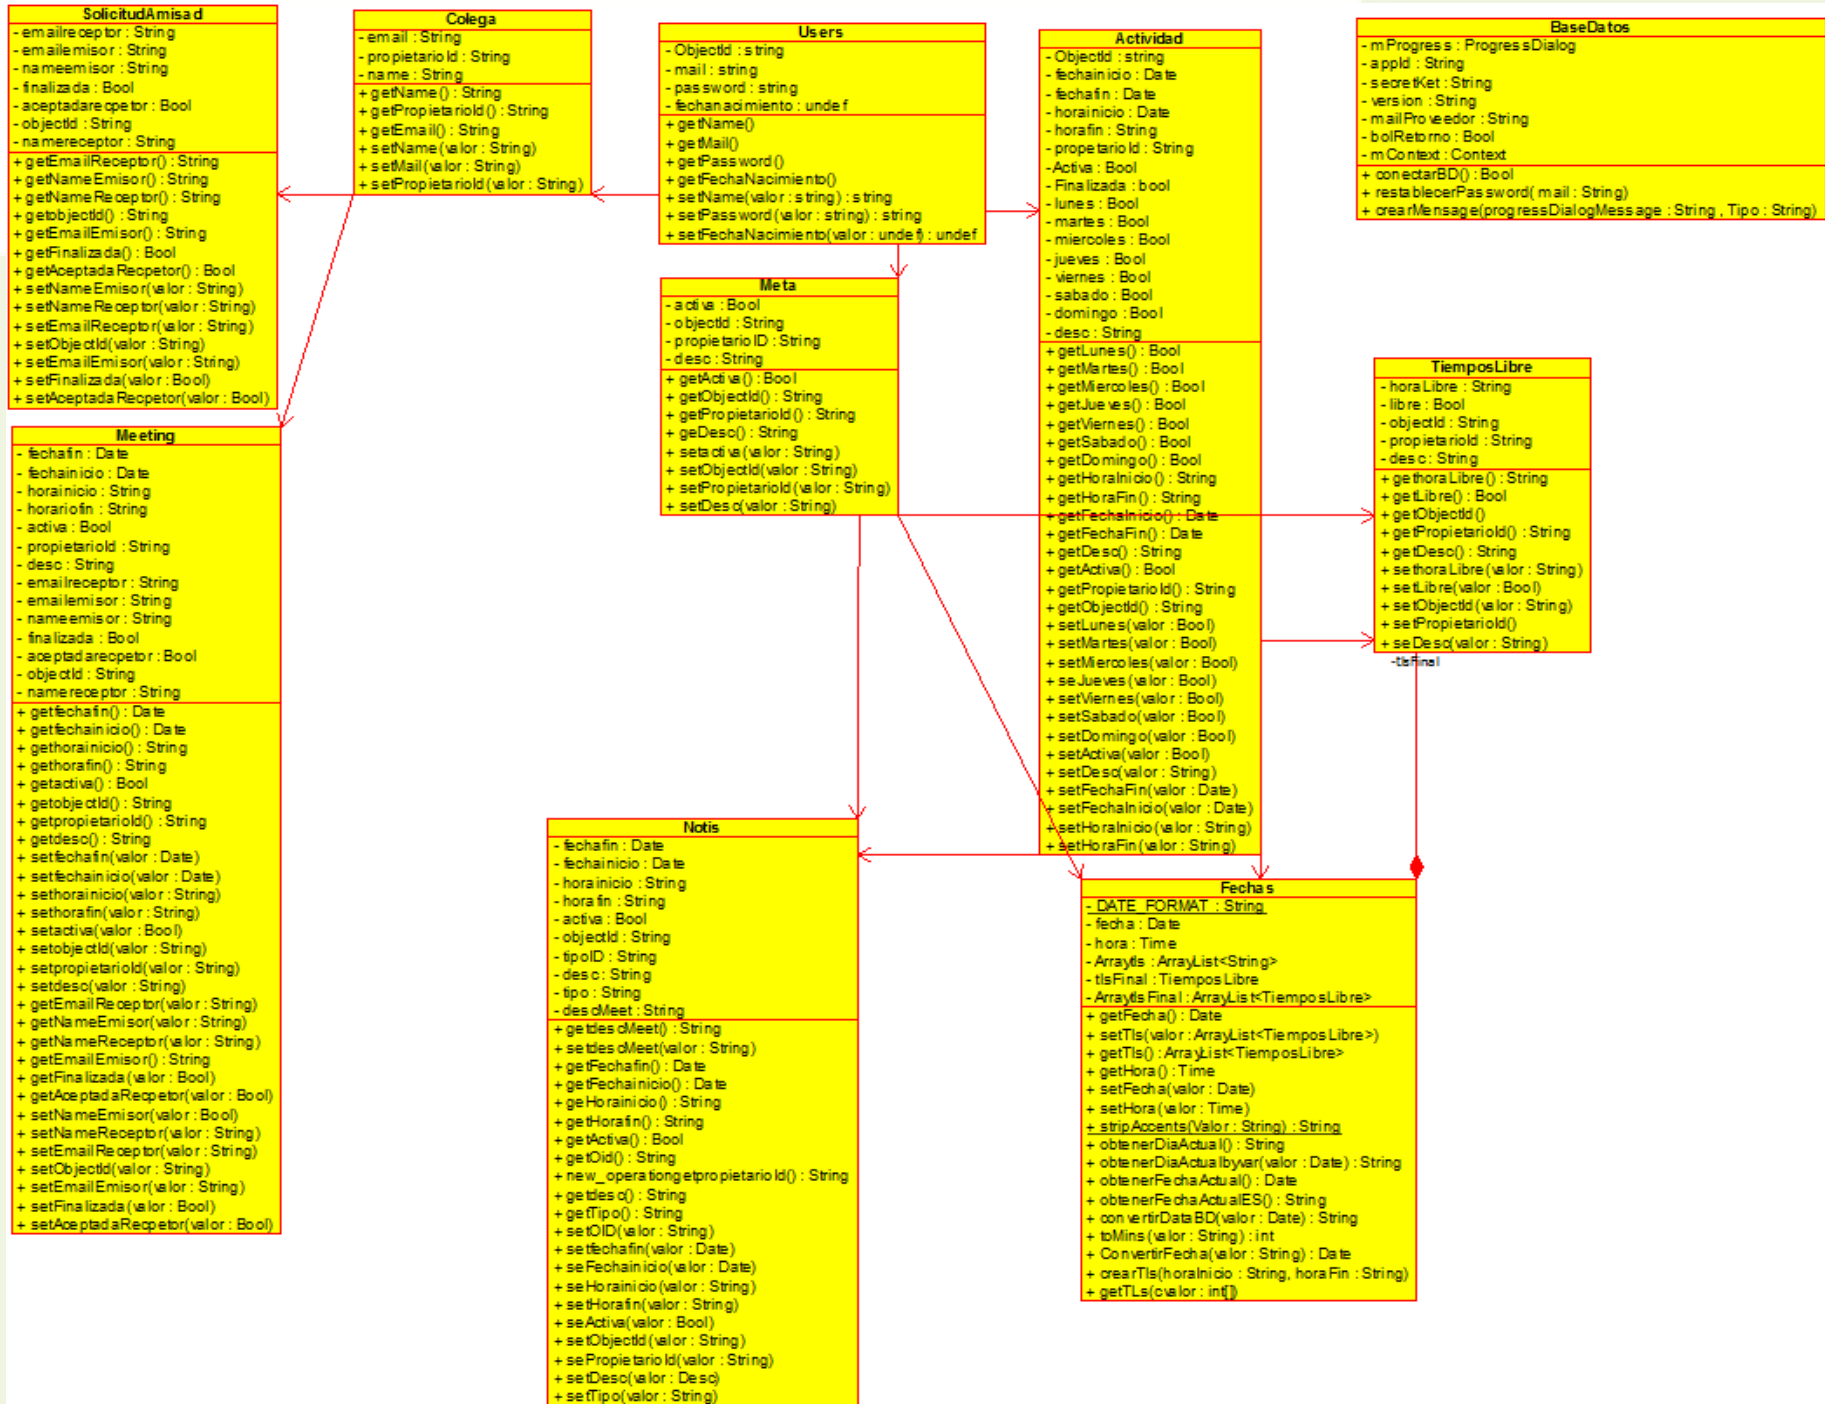 SolicitudAmisad
- emailreceptor : String
- emailemisor : String
- nameemisor : String
- finalizada : Bool
- aceptadarecpetor : Bool
- objectId : String
- namereceptor : String
+ getEmailReceptor() : String
+ getNameEmisor() : String
+ getNameReceptor() : String
+ getobjectId() : String
+ getEmailEmisor() : String
+ getFinalizada() : Bool
+ getAceptadaRecpetor() : Bool
+ setNameEmisor(valor : String)
+ setNameReceptor(valor : String)
+ setEmailReceptor(valor : String)
+ setObjectId(valor : String)
+ setEmailEmisor(valor : String)
+ setFinalizada(valor : Bool)
+ setAceptadaRecpetor(valor : Bool)
Colega
- email : String
- propietarioId : String
- name : String
+ getName() : String
+ getPropietarioId() : String
+ getEmail() : String
+ setName(valor : String)
+ setMail(valor : String)
+ setPropietarioId(valor : String)
Users
- ObjectId : string
- mail : string
- password : string
- fechanacimiento : undef
+ getName()
+ getMail()
+ getPassword()
+ getFechaNacimiento()
+ setName(valor : string) : string
+ setPassword(valor : string) : string
+ setFechaNacimiento(valor : undef) : undef
Actividad
- ObjectId : string
- fechainicio : Date
- fechafin : Date
- horainicio : Date
- horafin : String
- propetarioId : String
- Activa : Bool
- Finalizada : bool
- lunes : Bool
- martes : Bool
- miercoles : Bool
- jueves : Bool
- viernes : Bool
- sabado : Bool
- domingo : Bool
- desc : String
+ getLunes() : Bool
+ getMartes() : Bool
+ getMiercoles() : Bool
+ getJueves() : Bool
+ getViernes() : Bool
+ getSabado() : Bool
+ getDomingo() : Bool
+ getHoraInicio() : String
+ getHoraFin() : String
+ getFechaInicio() : Date
+ getFechaFin() : Date
+ getDesc() : String
+ getActiva() : Bool
+ getPropietarioId() : String
+ getObjectId() : String
+ setLunes(valor : Bool)
+ setMartes(valor : Bool)
+ setMiercoles(valor : Bool)
+ seJueves(valor : Bool)
+ setViernes(valor : Bool)
+ setSabado(valor : Bool)
+ setDomingo(valor : Bool)
+ setActiva(valor : Bool)
+ setDesc(valor : String)
+ setFechaFin(valor : Date)
+ setFechaInicio(valor : Date)
+ setHoraInicio(valor : String)
+ setHoraFin(valor : String)
BaseDatos
- mProgress : ProgressDialog
- appId : String
- secretKet : String
- version : String
- mailProveedor : String
- bolRetorno : Bool
- mContext : Context
+ conectarBD() : Bool
+ restablecerPassword( mail : String)
+ crearMensage(progressDialogMessage : String , Tipo : String)
Meta
- activa : Bool
- objectId : String
- propietarioID : String
- desc : String
+ getActiva() : Bool
+ getObjectId() : String
+ getPropietarioId() : String
+ geDesc() : String
+ setactiva(valor : String)
+ setObjectId(valor : String)
+ setPropietarioId(valor : String)
+ setDesc(valor : String)
TiemposLibre
- horaLibre : String
- libre : Bool
- objectId : String
- propietarioId : String
- desc : String
+ gethoraLibre() : String
+ getLibre() : Bool
+ getObjectId()
+ getPropietarioId() : String
+ getDesc() : String
+ sethoraLibre(valor : String)
+ setLibre(valor : Bool)
+ setObjectId(valor : String)
+ setPropietarioId()
+ seDesc(valor : String)
-tlsFinal
Meeting
- fechafin : Date
- fechainicio : Date
- horainicio : String
- horariofin : String
- activa : Bool
- propietarioId : String
- desc : String
- emailreceptor : String
- emailemisor : String
- nameemisor : String
- finalizada : Bool
- aceptadarecpetor : Bool
- objectId : String
- namereceptor : String
+ getfechafin() : Date
+ getfechainicio() : Date
+ gethorainicio() : String
+ gethorafin() : String
+ getactiva() : Bool
+ getobjectId() : String
+ getpropietarioId() : String
+ getdesc() : String
+ setfechafin(valor : Date)
+ setfechainicio(valor : Date)
+ sethorainicio(valor : String)
+ sethorafin(valor : String)
+ setactiva(valor : Bool)
+ setobjectId(valor : String)
+ setpropietarioId(valor : String)
+ setdesc(valor : String)
+ getEmailReceptor(valor : String)
+ getNameEmisor(valor : String)
+ getNameReceptor(valor : String)
+ getEmailEmisor() : String
+ getFinalizada(valor : Bool)
+ getAceptadaRecpetor(valor : Bool)
+ setNameEmisor(valor : Bool)
+ setNameReceptor(valor : String)
+ setEmailReceptor(valor : String)
+ setObjectId(valor : String)
+ setEmailEmisor(valor : String)
+ setFinalizada(valor : Bool)
+ setAceptadaRecpetor(valor : Bool)
Notis
- fechafin : Date
- fechainicio : Date
- horainicio : String
- horafin : String
- activa : Bool
- objectId : String
- tipoID : String
- desc : String
- tipo : String
- descMeet : String
+ getdescMeet() : String
+ setdescMeet(valor : String)
+ getFechafin() : Date
+ getFechainicio() : Date
+ geHorainicio() : String
+ getHorafin() : String
+ getActiva() : Bool
+ getOid() : String
+ new_operationgetpropietarioId() : String
+ getdesc() : String
+ getTipo() : String
+ setOID(valor : String)
+ setfechafin(valor : Date)
+ seFechainicio(valor : Date)
+ seHorainicio(valor : String)
+ setHorafin(valor : String)
+ seActiva(valor : Bool)
+ setObjectId(valor : String)
+ sePropietarioId(valor : String)
+ setDesc(valor : Desc)
+ setTipo(valor : String)
Fechas
- DATE_FORMAT : String
- fecha : Date
- hora : Time
- Arraytls : ArrayList<String>
- tlsFinal : TiemposLibre
- ArraytlsFinal : ArrayList<TiemposLibre>
+ getFecha() : Date
+ setTls(valor : ArrayList<TiemposLibre>)
+ getTls() : ArrayList<TiemposLibre>
+ getHora() : Time
+ setFecha(valor : Date)
+ setHora(valor : Time)
+ stripAccents(Valor : String) : String
+ obtenerDiaActual() : String
+ obtenerDiaActualbyvar(valor : Date) : String
+ obtenerFechaActual() : Date
+ obtenerFechaActualES() : String
+ convertirDataBD(valor : Date) : String
+ toMins(valor : String) : int
+ ConvertirFecha(valor : String) : Date
+ crearTls(horaInicio : String, horaFin : String)
+ getTLs(cvalor : int[])